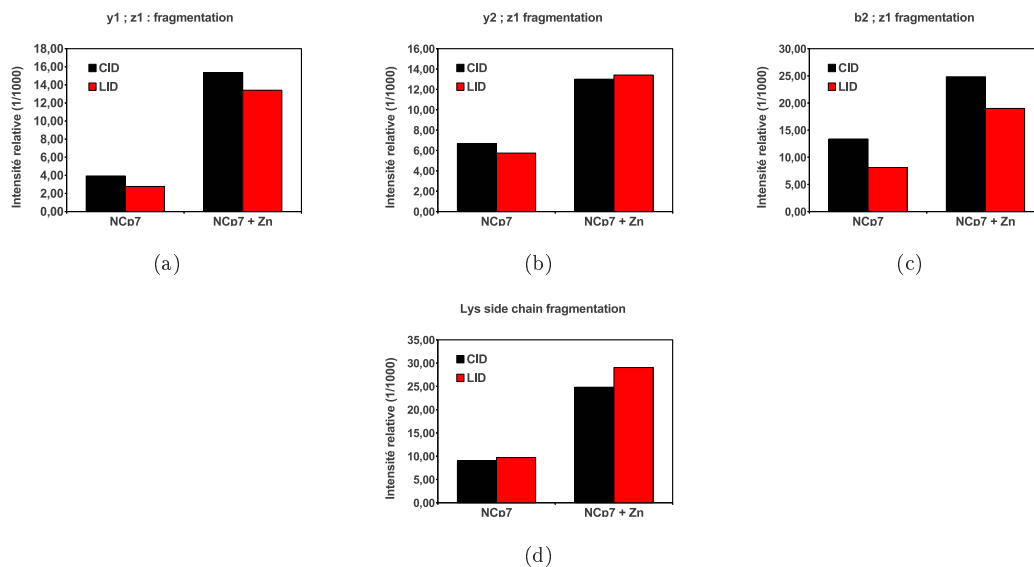 y1 ; z1 : fragmentation
Intensité relative (1/1000)
18,00
16,00
14,00
12,00
10,00
8,00
6,00
4,00
2,00
0,00
CID
LID
NCp7
NCp7 + Zn
(a)
y2 ; z1 fragmentation
Intensité relative (1/1000)
16,00
14,00
12,00
10,00
8,00
6,00
4,00
2,00
0,00
CID
LID
NCp7
NCp7 + Zn
(b)
b2 ; z1 fragmentation
Intensité relative (1/1000)
30,00
25,00
20,00
15,00
10,00
5,00
0,00
CID
LID
NCp7
NCp7 + Zn
(c)
Lys side chain fragmentation
Intensité relative (1/1000)
35,00
30,00
25,00
20,00
15,00
10,00
5,00
0,00
CID
LID
NCp7
NCp7 + Zn
(d)